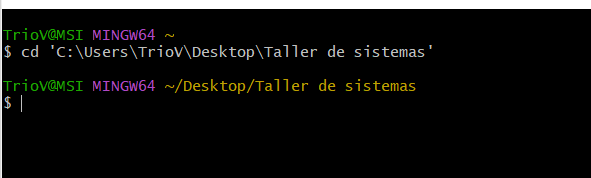 TrioV@MSI MINGW64 ~
$ cd 'C:\Users\TrioV\Desktop\Taller de sistemas'
TrioV@MSI MINGW64 ~/Desktop/Taller de sistemas
$